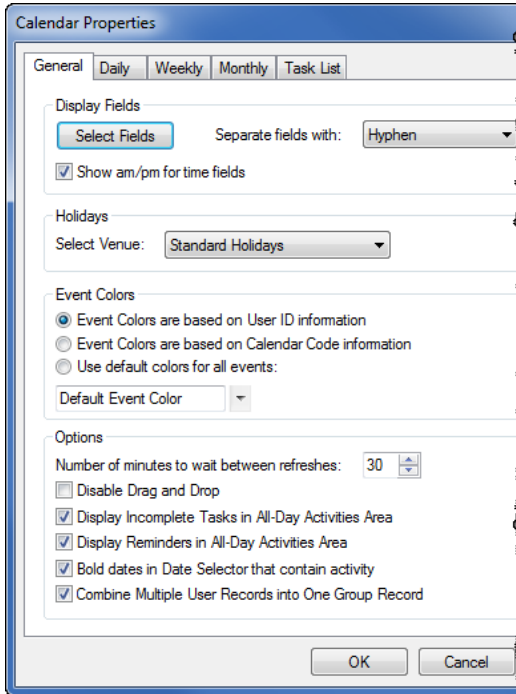 Calendar Properties
General Daily Weekly Monthly Task List
Display Fields
Select Fields Separate fields with: Hyphen
Show am/pm for time fields
Holidays
Select Venue: Standard Holidays
Event Colors
Event Colors are based on User ID information
Event Colors are based on Calendar Code information
Use default colors for all events:
Default Event Color
Options
Number of minutes to wait between refreshes: 30
Disable Drag and Drop
Display Incomplete Tasks in All-Day Activities Area
Display Reminders in All-Day Activities Area
Bold dates in Date Selector that contain activity
Combine Multiple User Records into One Group Record
OK Cancel